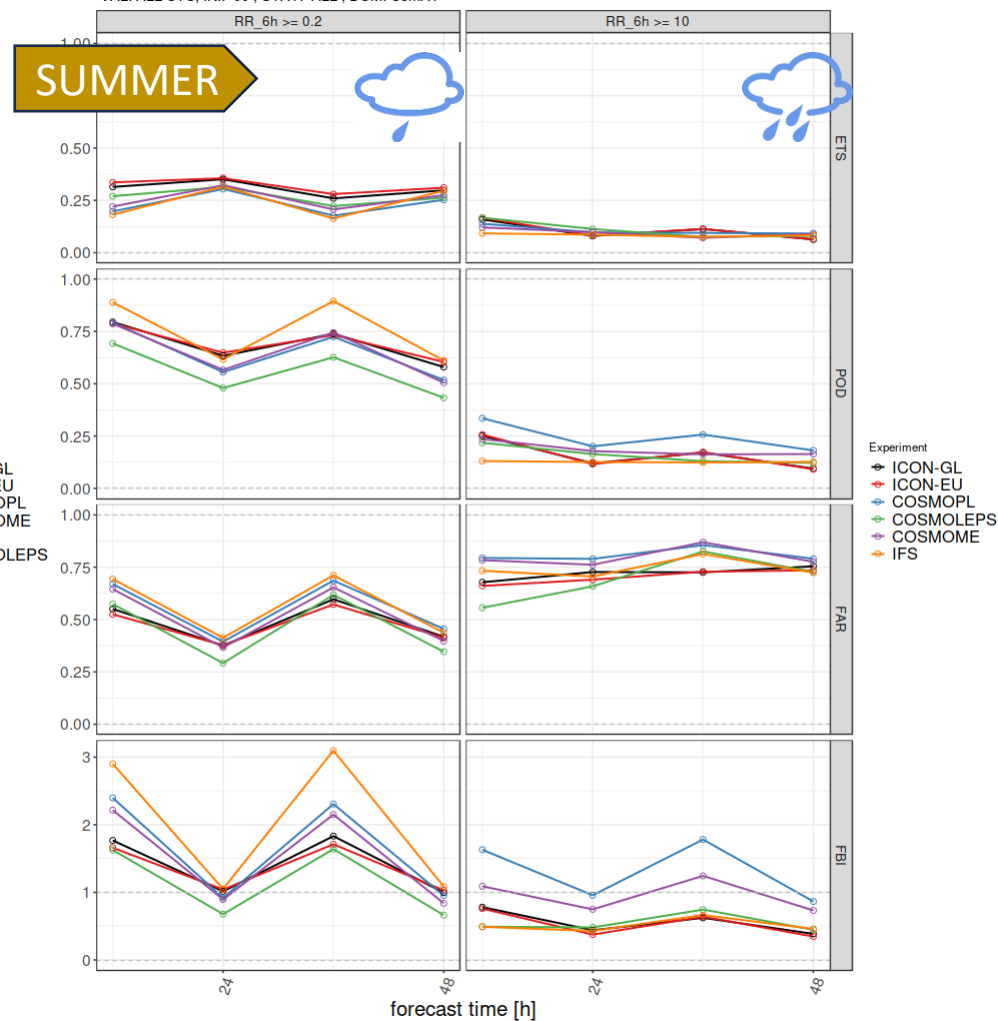 RR_6h >= 0.2
RR_6h >= 10
SUMMER
1.00
0.50
0.25
0.00
ETS
1.00
0.75
0.50
0.25
0.00
POD
1.00
0.75
0.50
0.25
0.00
FAR
3
2
1
0
FBI
24
48
24
48
forecast time [h]
GL
EU
OPL
OME
OLEPS
Experiment
ICON-GL
ICON-EU
COSMOPL
COSMOLEPS
COSMOME
IFS